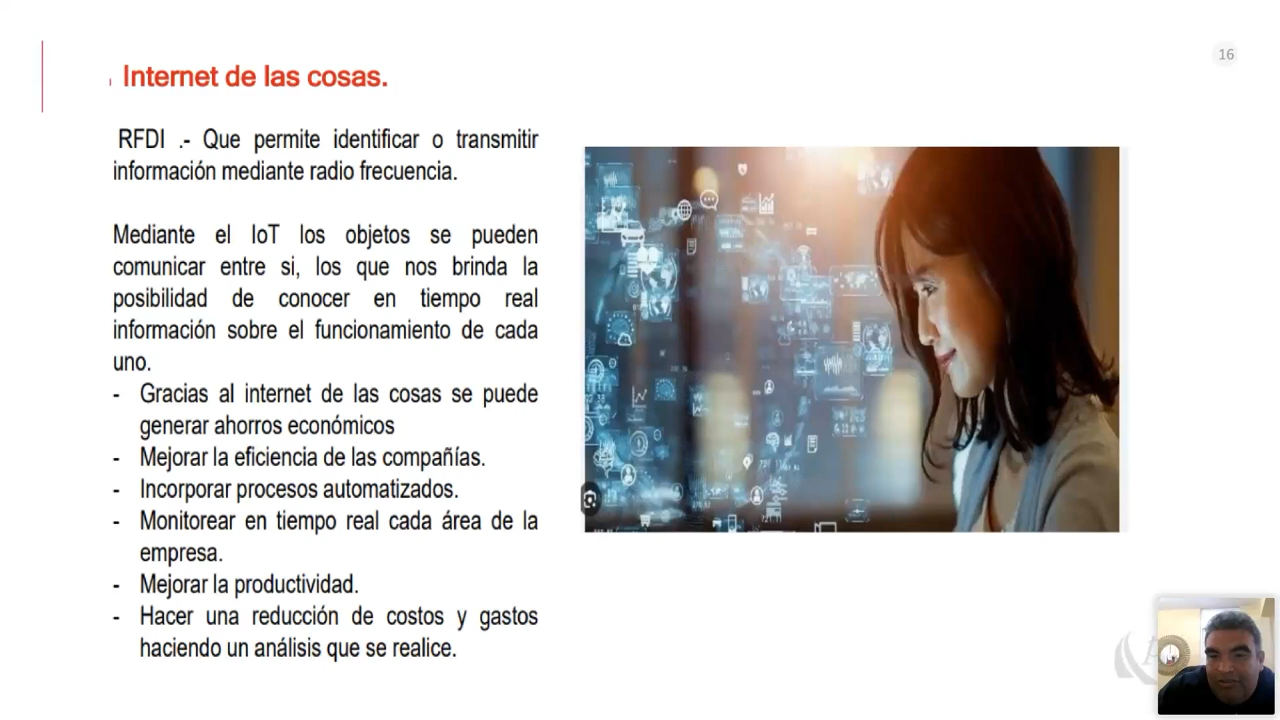 16
Internet de las cosas.
RFDI .- Que permite identificar o transmitir
información mediante radio frecuencia.
Mediante el IoT los objetos se pueden
comunicar entre si, los que nos brinda la
posibilidad de conocer en tiempo real
información sobre el funcionamiento de cada
uno.
- Gracias al internet de las cosas se puede
generar ahorros económicos
- Mejorar la eficiencia de las compañías.
- Incorporar procesos automatizados.
- Monitorear en tiempo real cada área de la
empresa.
- Mejorar la productividad.
- Hacer una reducción de costos y gastos
haciendo un análisis que se realice.